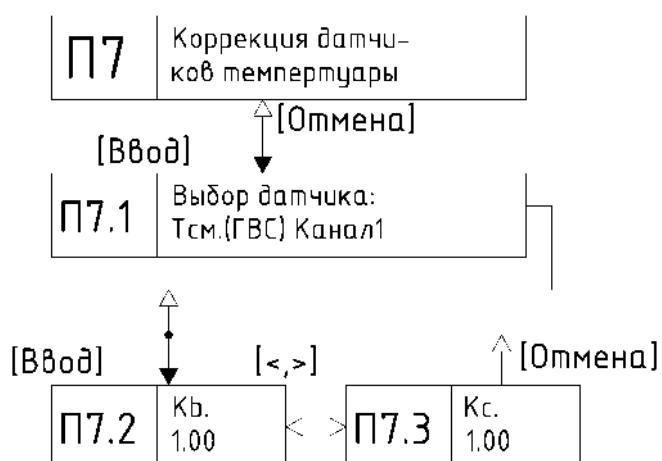 П7
Коррекция датчи-
ков темпертуары
[Отмена]
[Ввод]
П7.1
Выбор датчика:
Тсм.(ГВС) Канал1
[Ввод]
[<,>]
[Отмена]
П7.2
Kb.
1.00
< >
П7.3
Kc.
1.00